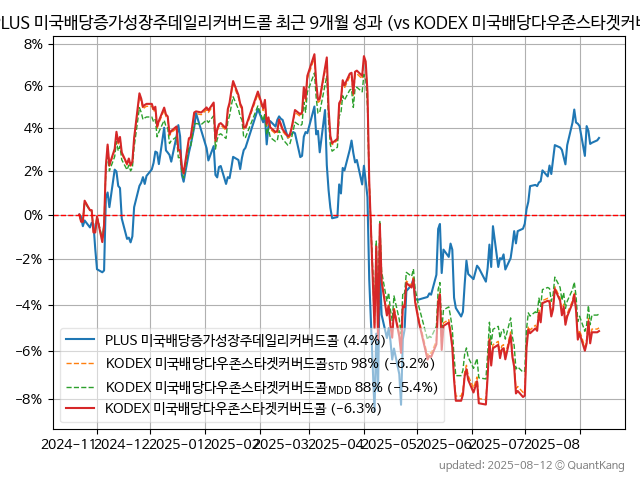 PLUS 미국배당증가성장주데일리커버드콜 최근 9개월 성과 (vs KODEX 미국배당다우존스타겟커버
8%
6%
4%
2%
0%
−2%
−4%
−6%
−8%
PLUS 미국배당증가성장주데일리커버드콜 (4.4%)
KODEX 미국배당다우존스타겟커버드콜STD 98% (−6.2%)
KODEX 미국배당다우존스타겟커버드콜MDD 88% (−5.4%)
KODEX 미국배당다우존스타겟커버드콜 (−6.3%)
2024-11 2024-12 2025-01 2025-02 2025-03 2025-04 2025-05 2025-06 2025-07 2025-08
updated: 2025-08-12 © QuantKang